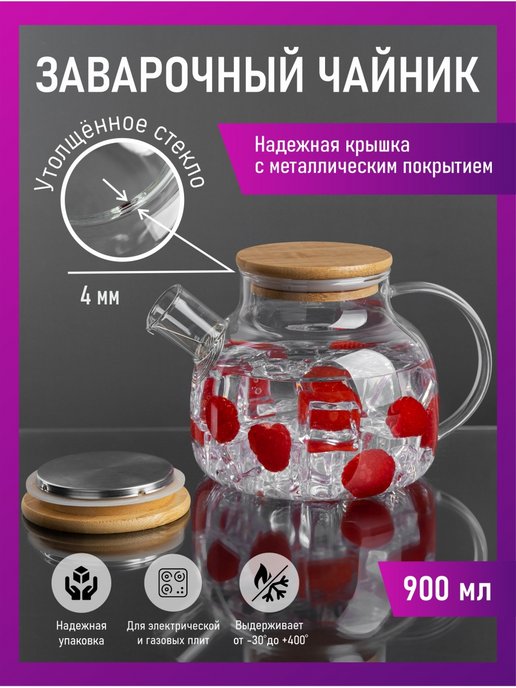 ЗАВАРОЧНЫЙ ЧАЙНИК
Утолщённое стекло
Надежная крышка
с металлическим покрытием
4 мм
900 мл
Надежная
упаковка
Для электрической
и газовых плит
Выдерживает
от -30° до +400°